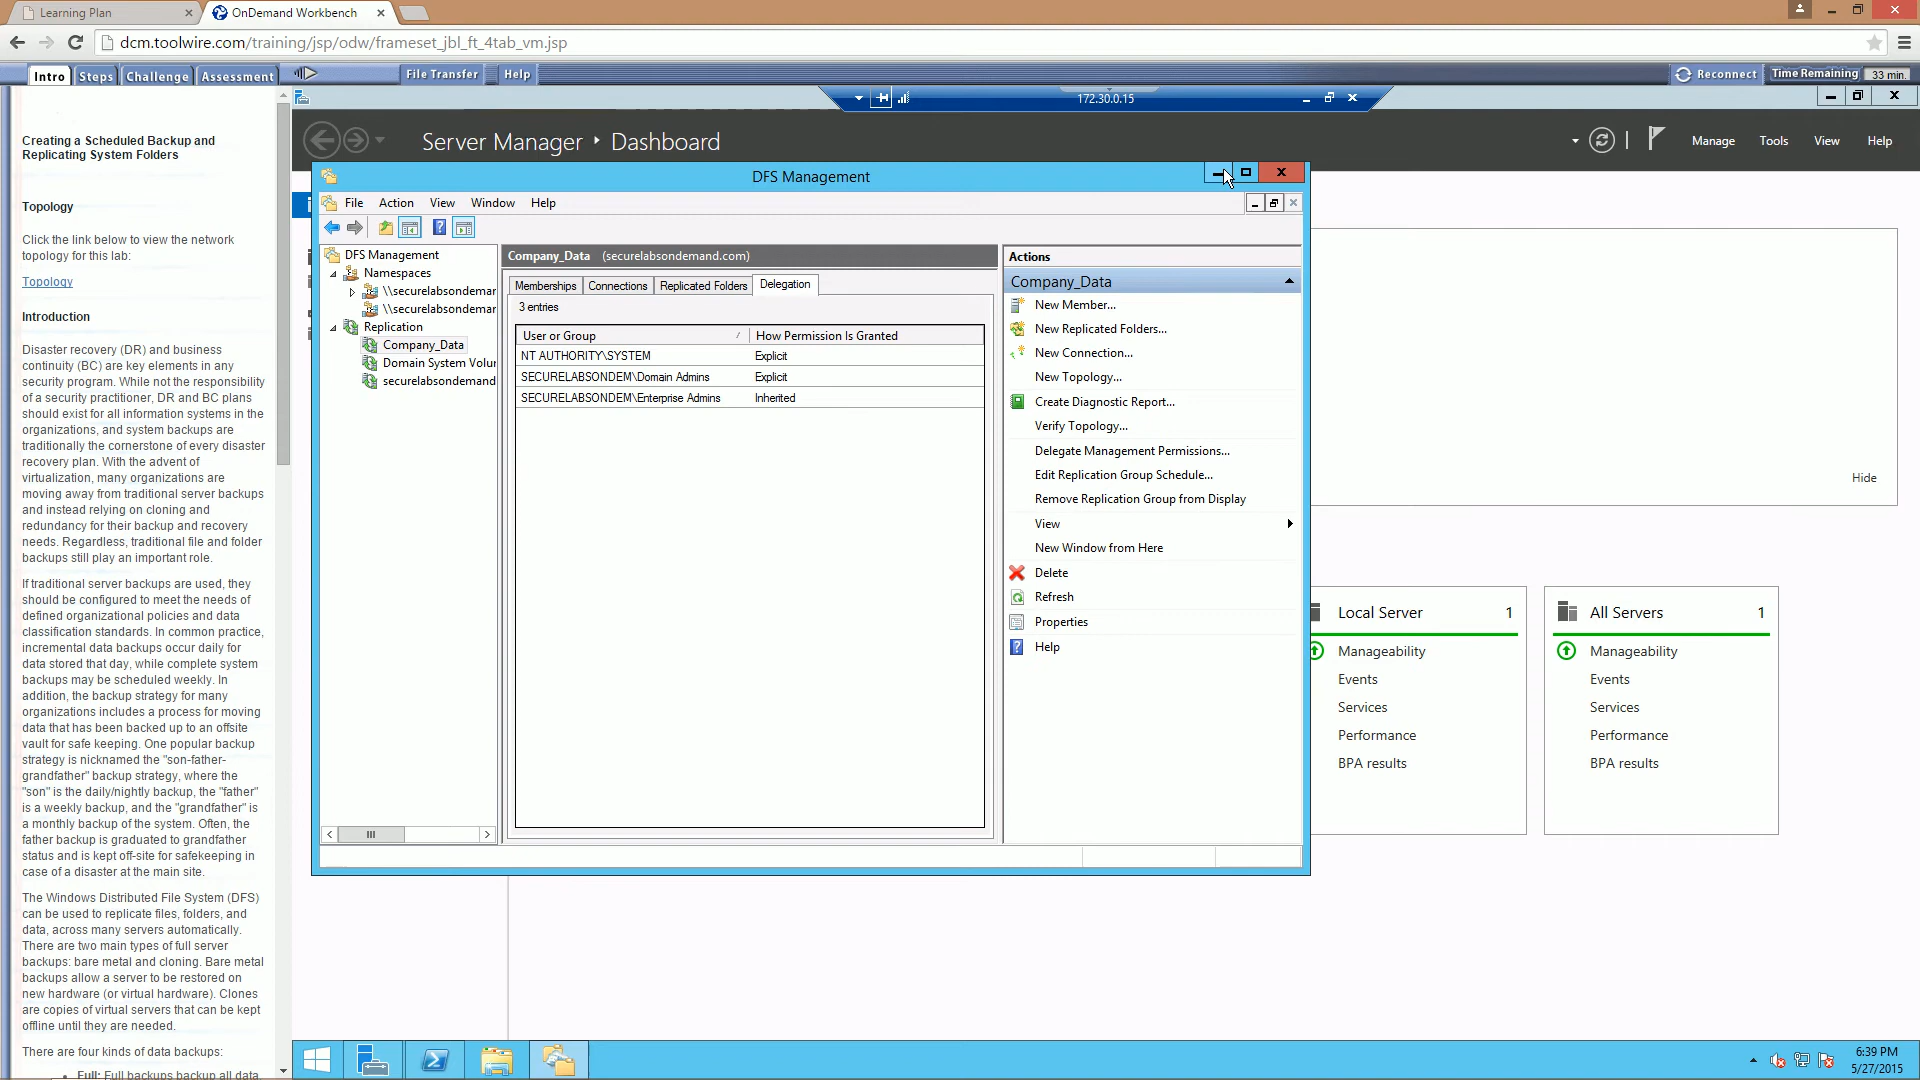 Learning Plan
OnDemand Workbench
dcm.toolwire.com/training/jsp/odw/frameset_jbl_ft_4tab_vm.jsp
Intro
Steps
Challenge
Assessment
File Transfer
Help
Reconnect
Time Remaining
33 min.
Creating a Scheduled Backup and
Replicating System Folders
Topology
Click the link below to view the network
topology for this lab:
Topology
Introduction
Disaster recovery (DR) and business
continuity (BC) are key elements in any
security program. While not the responsibility
of a security practitioner, DR and BC plans
should exist for all information systems in the
organizations, and system backups are
traditionally the cornerstone of every disaster
recovery plan. With the advent of
virtualization, many organizations are
moving away from traditional server backups
and instead relying on cloning and
redundancy for their backup and recovery
needs. Regardless, traditional file and folder
backups still play an important role.
If traditional server backups are used, they
should be configured to meet the needs of
defined organizational policies and data
classification standards. In common practice,
incremental data backups occur daily for
data stored that day, while complete system
backups may be scheduled weekly. In
addition, the backup strategy for many
organizations includes a process for moving
data that has been backed up to an offsite
vault for safe keeping. One popular backup
strategy is nicknamed the "son-father-
grandfather" backup strategy, where the
"son" is the daily/nightly backup, the "father"
is a weekly backup, and the "grandfather" is
a monthly backup of the system. Often, the
father backup is graduated to grandfather
status and is kept off-site for safekeeping in
case of a disaster at the main site.
The Windows Distributed File System (DFS)
can be used to replicate files, folders, and
data, across many servers automatically.
There are two main types of full server
backups: bare metal and cloning. Bare metal
backups allow a server to be restored on
new hardware (or virtual hardware). Clones
are copies of virtual servers that can be kept
offline until they are needed.
There are four kinds of data backups:
Full: Full backups backup all data,
172.30.0.15
Server Manager
Dashboard
Manage
Tools
View
Help
DFS Management
File
Action
View
Window
Help
DFS Management
Namespaces
\\securelabsondemar
\\securelabsondemar
Replication
Company_Data
Domain System Volur
securelabsondemand
Company_Data (securelabsondemand.com)
Memberships
Connections
Replicated Folders
Delegation
3 entries
User or Group
How Permission Is Granted
NT AUTHORITY\SYSTEM
Explicit
SECURELABSONDEM\Domain Admins
Explicit
SECURELABSONDEM\Enterprise Admins
Inherited
Actions
Company_Data
New Member...
New Replicated Folders...
New Connection...
New Topology...
Create Diagnostic Report...
Verify Topology...
Delegate Management Permissions...
Edit Replication Group Schedule...
Remove Replication Group from Display
View
New Window from Here
Delete
Refresh
Properties
Help
Hide
Local Server
1
Manageability
Events
Services
Performance
BPA results
All Servers
1
Manageability
Events
Services
Performance
BPA results
6:39 PM
5/27/2015